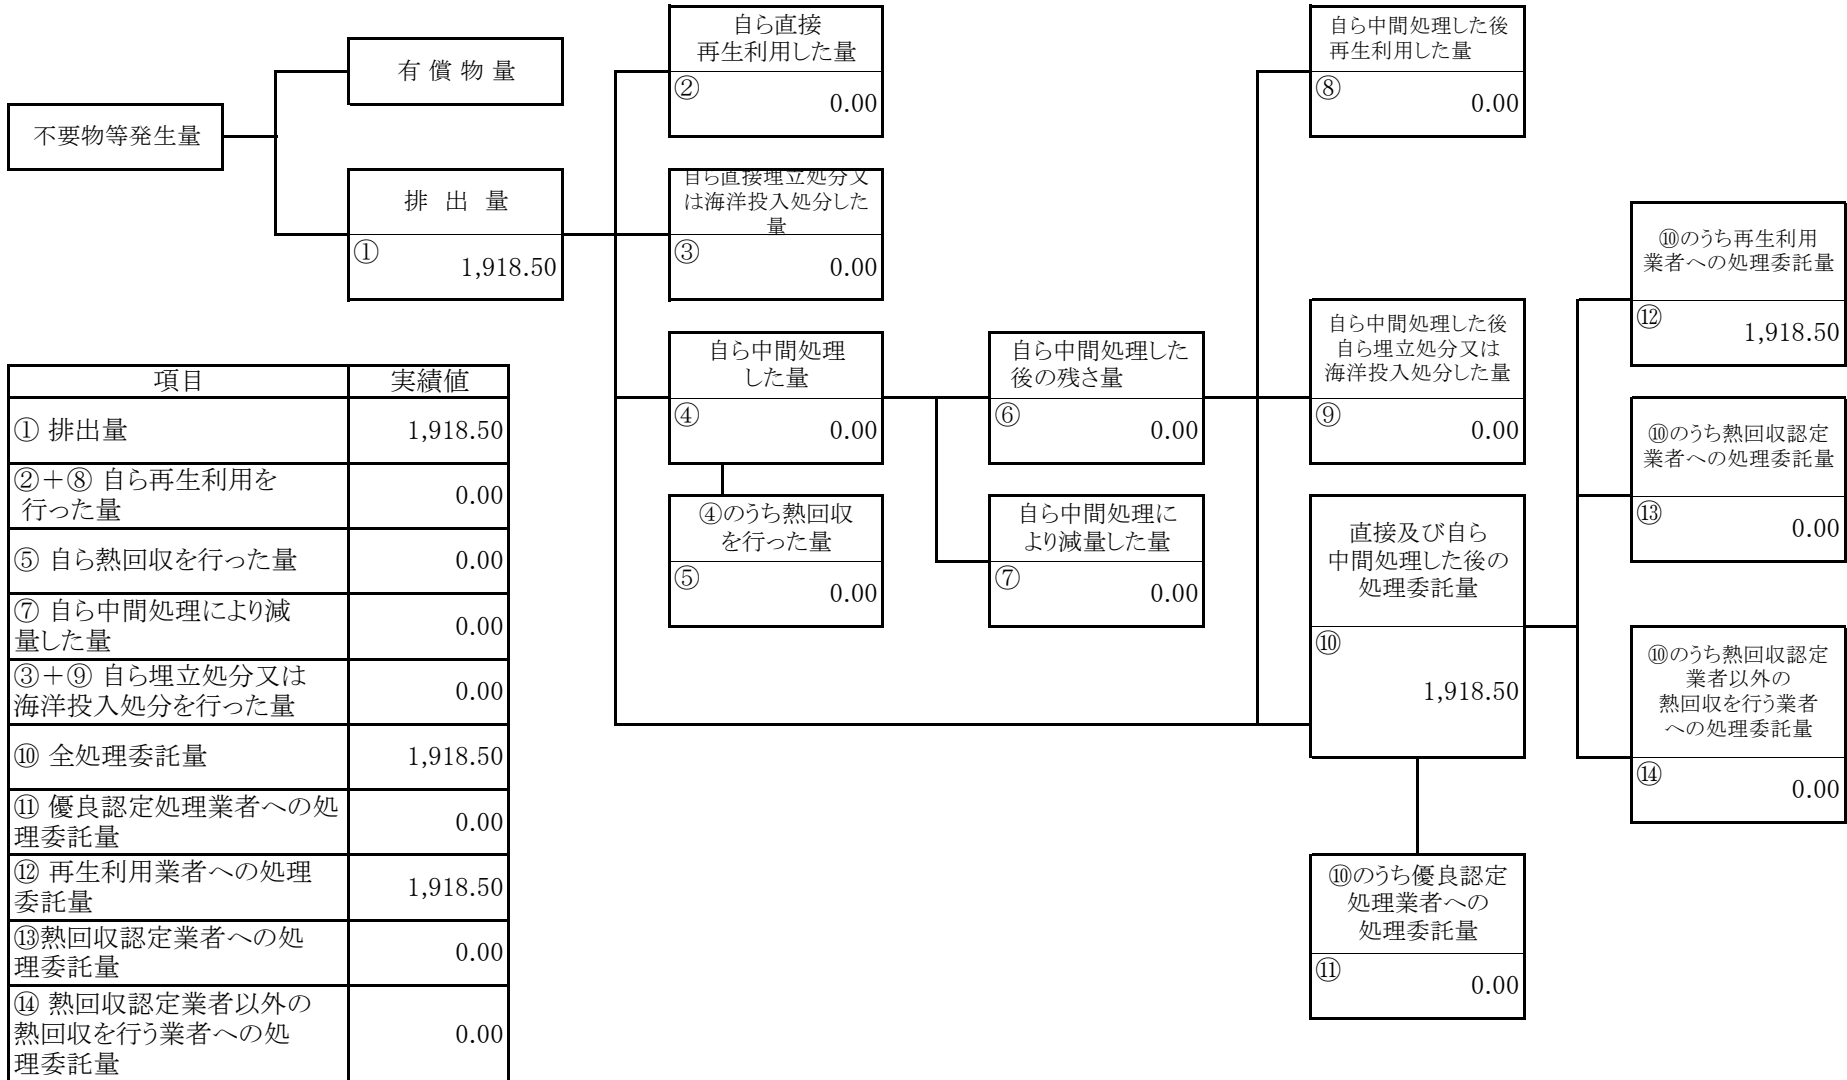 不要物等発生量
有 償 物 量
排 出 量
①
1,918.50
自ら直接
再生利用した量
②
0.00
自ら直接埋立処分又
は海洋投入処分した
量
③
0.00
自ら中間処理
した量
④
0.00
④のうち熱回収
を行った量
⑤
0.00
自ら中間処理した
後の残さ量
⑥
0.00
自ら中間処理に
より減量した量
⑦
0.00
自ら中間処理した後
再生利用した量
⑧
0.00
自ら中間処理した後
自ら埋立処分又は
海洋投入処分した量
⑨
0.00
直接及び自ら
中間処理した後の
処理委託量
⑩
1,918.50
⑩のうち優良認定
処理業者への
処理委託量
⑪
0.00
⑩のうち再生利用
業者への処理委託量
⑫
1,918.50
⑩のうち熱回収認定
業者への処理委託量
⑬
0.00
⑩のうち熱回収認定
業者以外の
熱回収を行う業者
への処理委託量
⑭
0.00
項目 実績値
① 排出量 1,918.50
②+⑧ 自ら再生利用を
行った量
0.00
⑤ 自ら熱回収を行った量 0.00
⑦ 自ら中間処理により減
量した量
0.00
③+⑨ 自ら埋立処分又は
海洋投入処分を行った量
0.00
⑩ 全処理委託量 1,918.50
⑪ 優良認定処理業者への処
理委託量
0.00
⑫ 再生利用業者への処理
委託量
1,918.50
⑬熱回収認定業者への処
理委託量
0.00
⑭ 熱回収認定業者以外の
熱回収を行う業者への処
理委託量
0.00